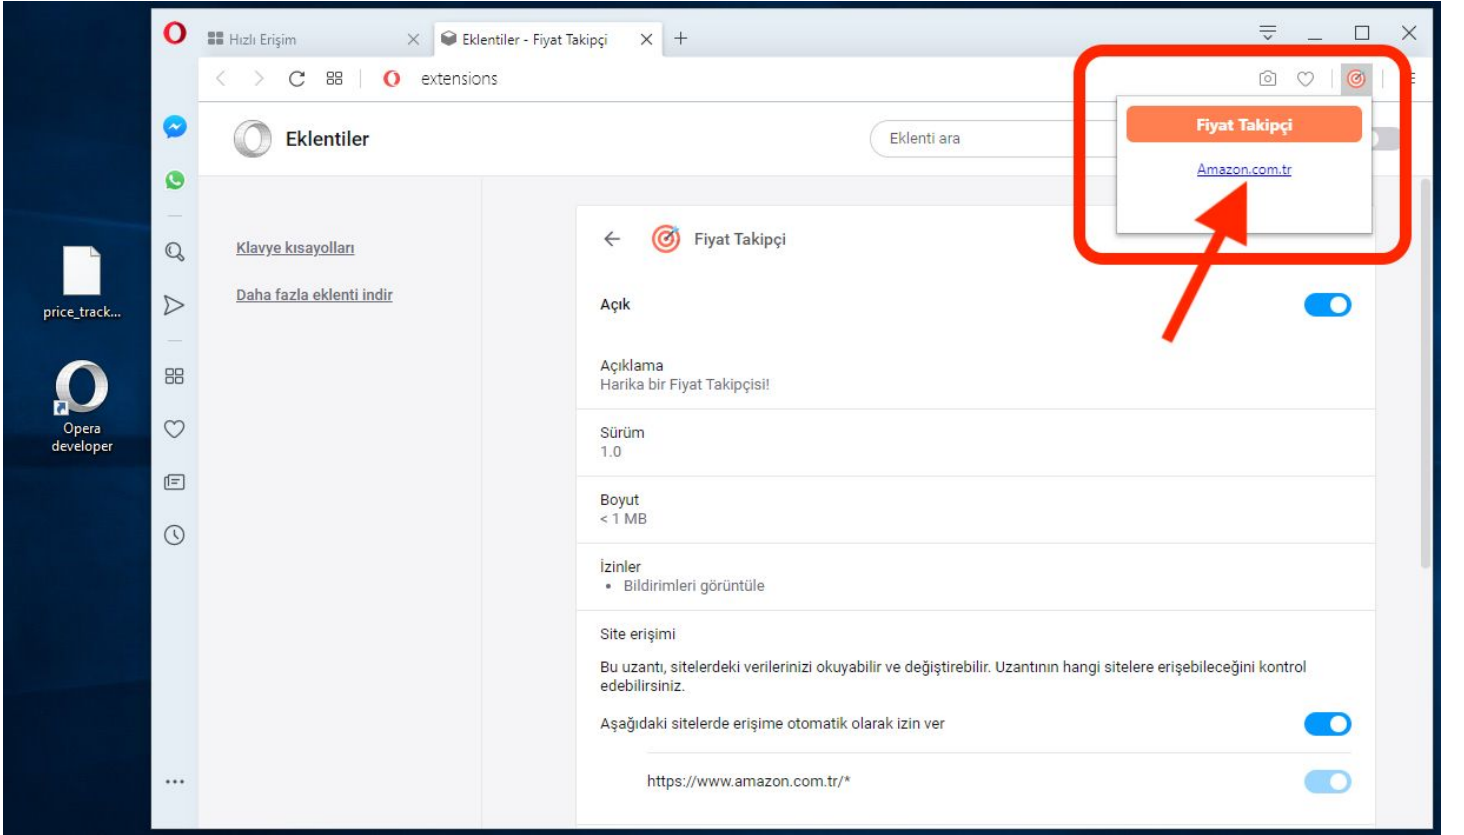 Hızlı Erişim
Eklentiler - Fiyat Takipçi
extensions
Eklentiler
Eklenti ara
Fiyat Takipçi
Amazon.com.tr
Klavye kısayolları
Daha fazla eklenti indir
price_track...
Opera
developer
Fiyat Takipçi
Açık
Açıklama
Harika bir Fiyat Takipçisi!
Sürüm
1.0
Boyut
< 1 MB
İzinler
• Bildirimleri görüntüle
Site erişimi
Bu uzantı, sitelerdeki verilerinizi okuyabilir ve değiştirebilir. Uzantının hangi sitelere erişebileceğini kontrol
edebilirsiniz.
Aşağıdaki sitelerde erişime otomatik olarak izin ver
https://www.amazon.com.tr/*